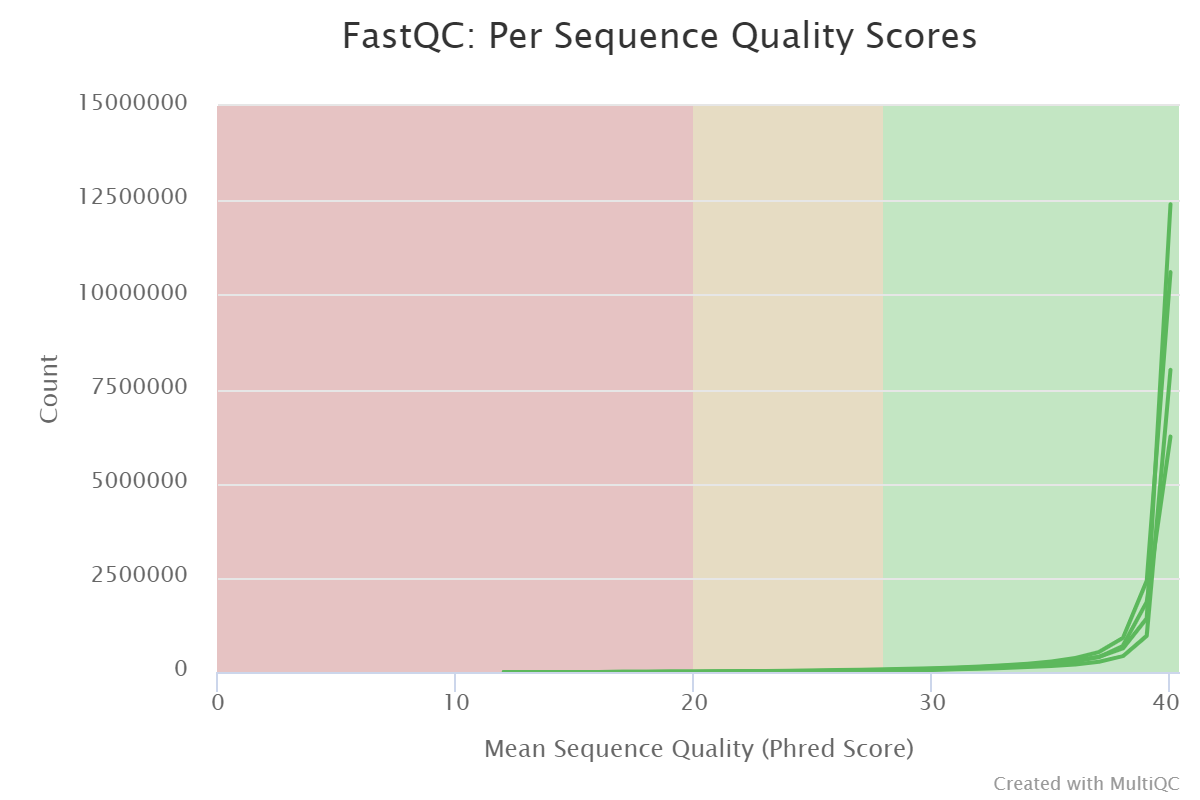 FastQC: Per Sequence Quality Scores
15000000
12500000
10000000
7500000
5000000
2500000
0
Count
0 10 20 30 40
Mean Sequence Quality (Phred Score)
Created with MultiQC